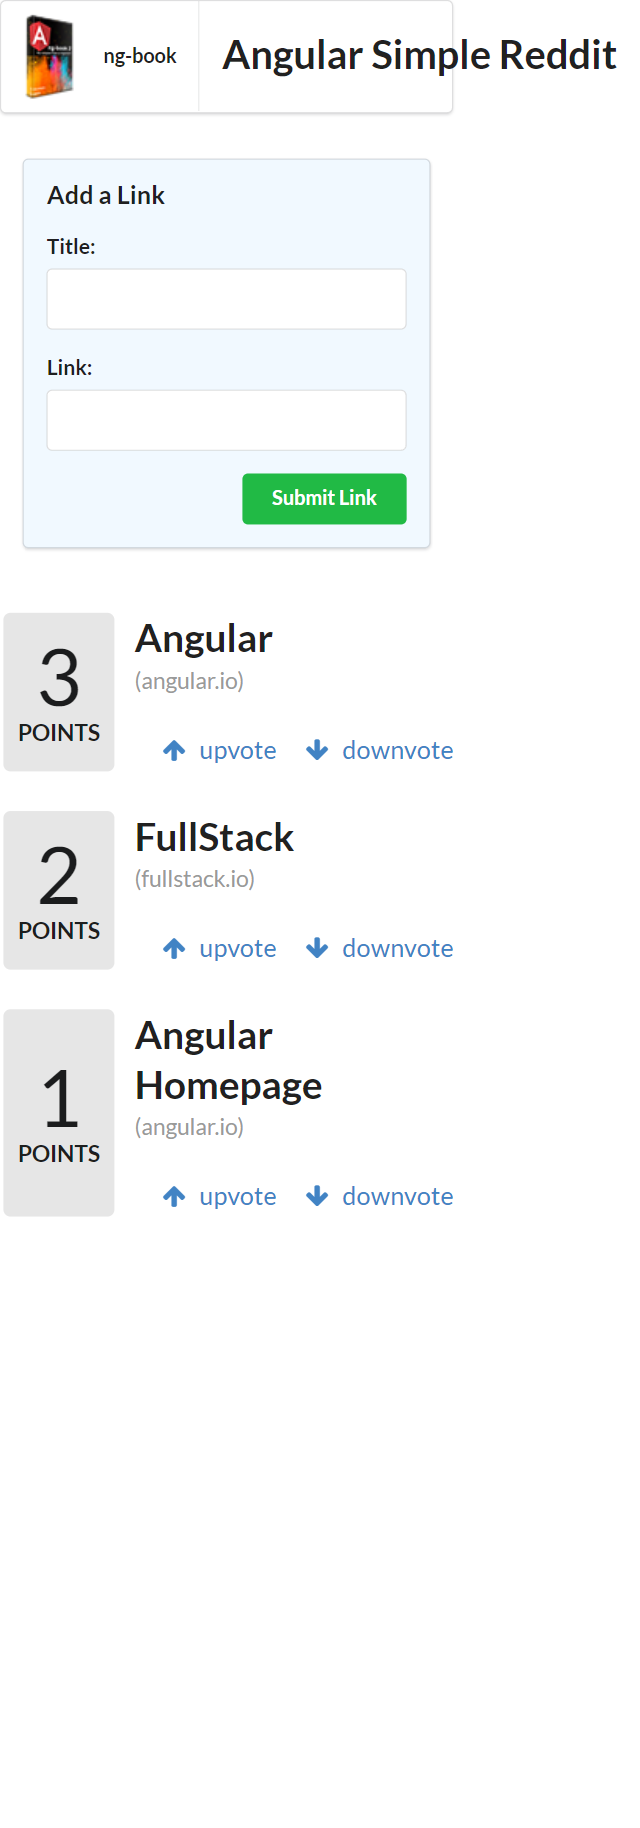 ng-book
Angular Simple Reddit
Add a Link
Title:
Link:
Submit Link
3
POINTS
Angular
(angular.io)
upvote downvote
2
POINTS
FullStack
(fullstack.io)
upvote downvote
1
POINTS
Angular
Homepage
(angular.io)
upvote downvote